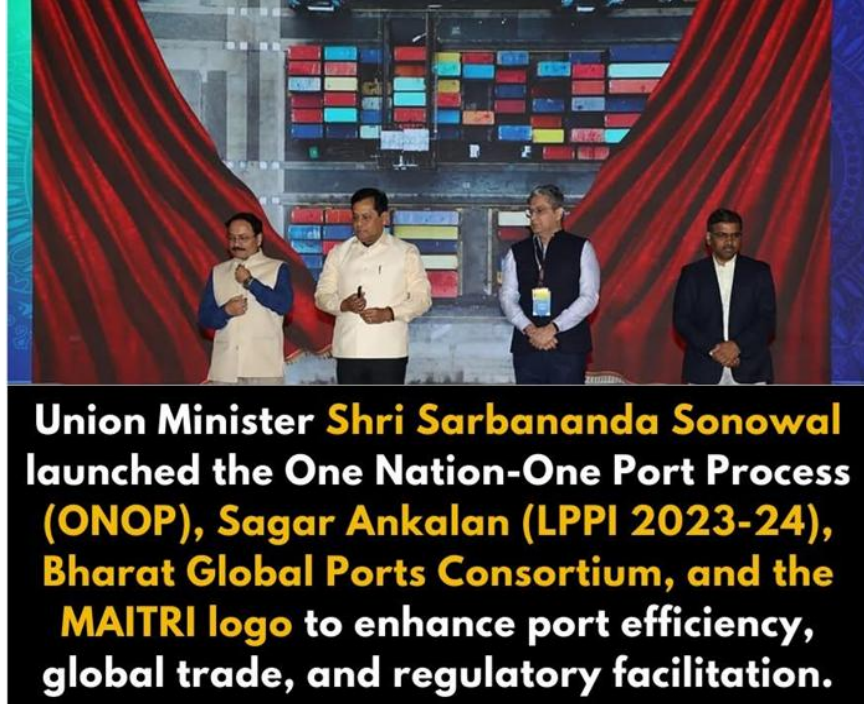 Union Minister Shri Sarbananda Sonowal
launched the One Nation-One Port Process
(ONOP), Sagar Ankalan (LPPI 2023-24),
Bharat Global Ports Consortium, and the
MAITRI logo to enhance port efficiency,
global trade, and regulatory facilitation.